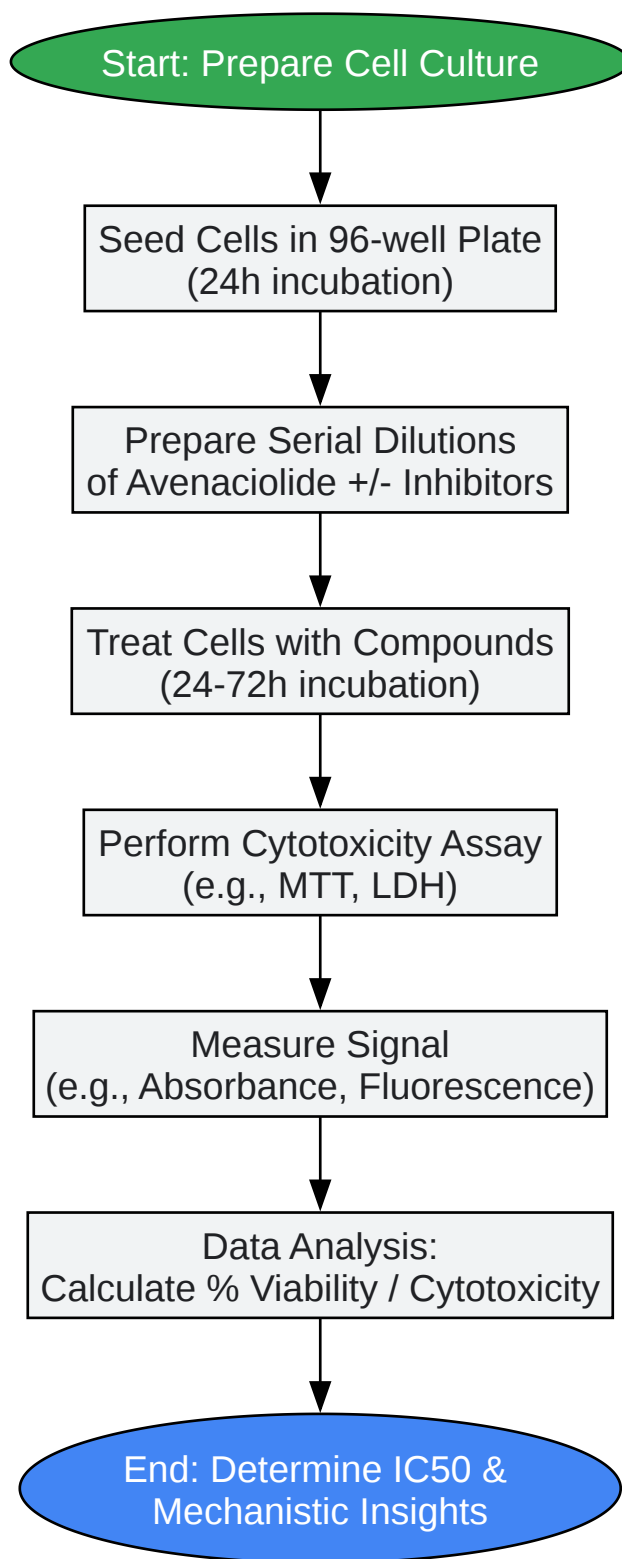 Start: Prepare Cell Culture
Seed Cells in 96-well Plate
(24h incubation)
Prepare Serial Dilutions
of Avenaciolide +/- Inhibitors
Treat Cells with Compounds
(24-72h incubation)
Perform Cytotoxicity Assay
(e.g., MTT, LDH)
Measure Signal
(e.g., Absorbance, Fluorescence)
Data Analysis:
Calculate % Viability / Cytotoxicity
End: Determine IC50 &
Mechanistic Insights